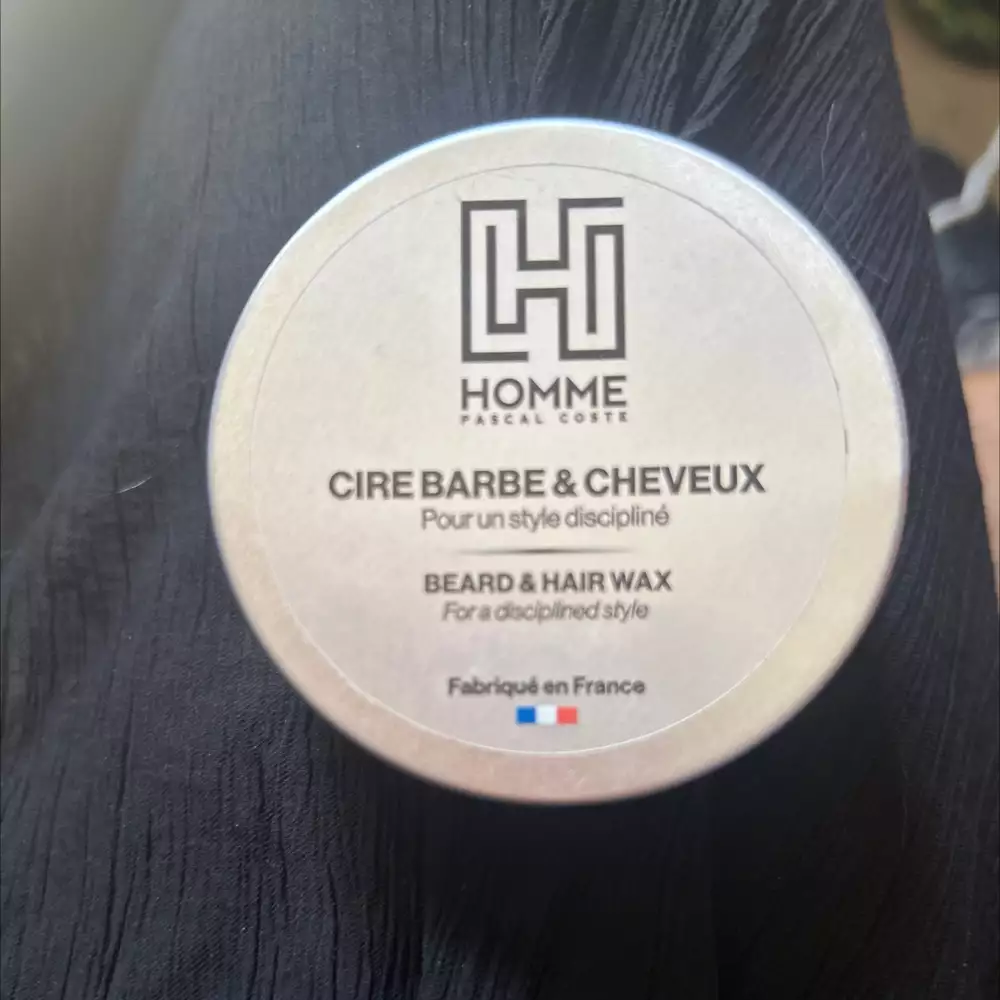 H
HOMME
PASCAL COSTE
CIRE BARBE & CHEVEUX
Pour un style discipliné
BEARD & HAIR WAX
For a disciplined style
Fabriqué en France